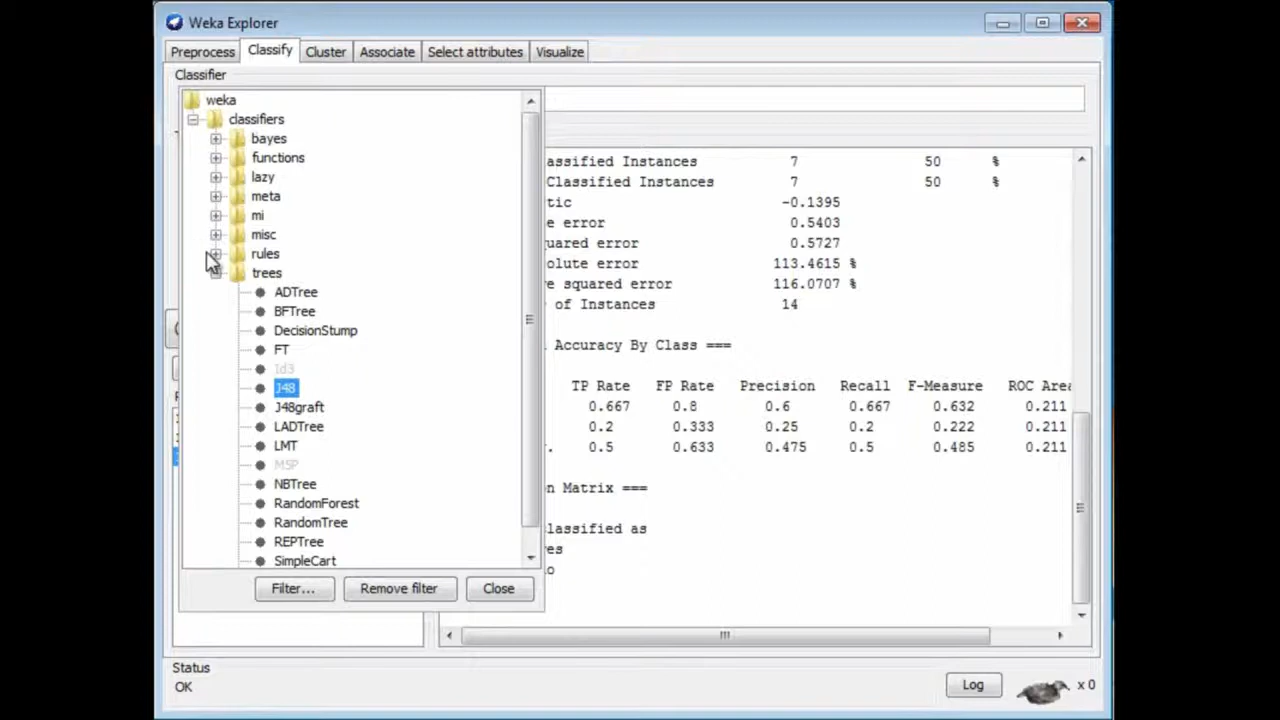 Weka Explorer
Preprocess Classify Cluster Associate Select attributes Visualize
Classifier
weka
classifiers
bayes
functions
lazy
meta
mi
misc
rules
trees
ADTree
BFTree
DecisionStump
FT
Id3
J48
J48graft
LADTree
LMT
M5P
NBTree
RandomForest
RandomTree
REPTree
SimpleCart
Filter... Remove filter Close
assified Instances 7 50 %
Classified Instances 7 50 %
tic -0.1395
e error 0.5403
uared error 0.5727
olute error 113.4615 %
e squared error 116.0707 %
of Instances 14
Accuracy By Class ===
TP Rate FP Rate Precision Recall F-Measure ROC Area
0.667 0.8 0.6 0.667 0.632 0.211
0.2 0.333 0.25 0.2 0.222 0.211
. 0.5 0.633 0.475 0.5 0.485 0.211
n Matrix ===
lassified as
es
o
Status
OK
Log
x 0